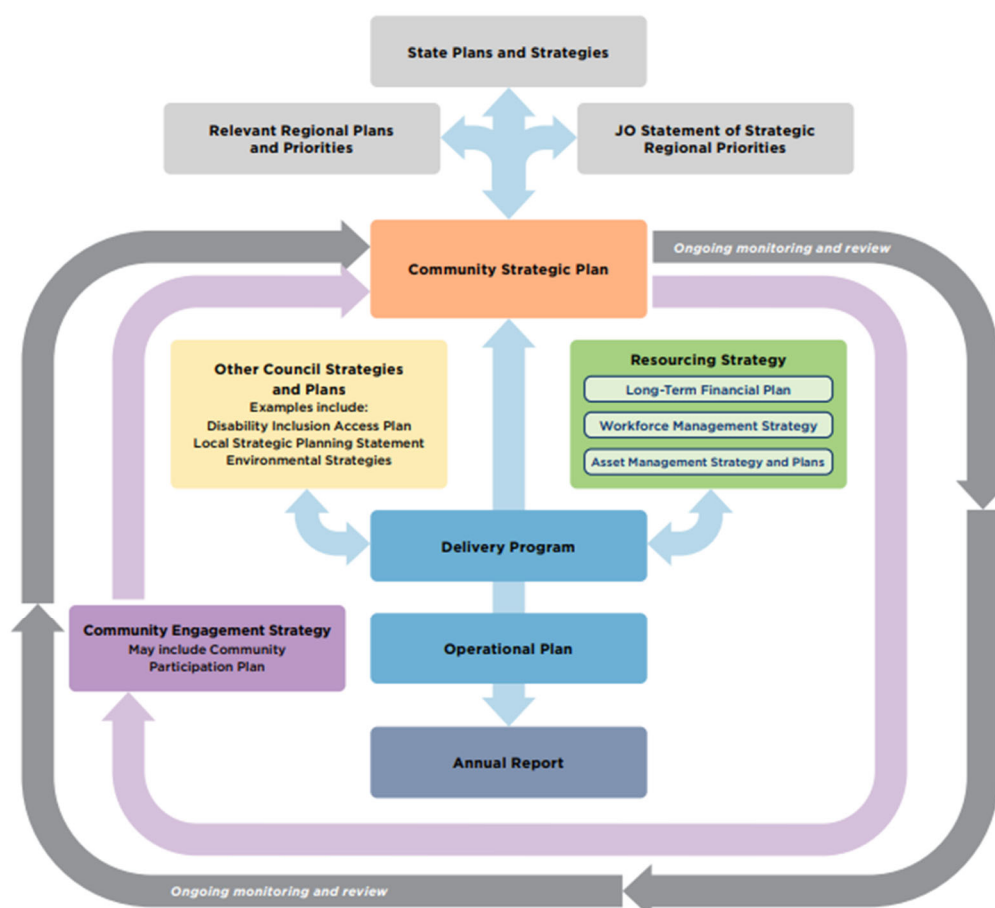 State Plans and Strategies
Relevant Regional Plans
and Priorities
JO Statement of Strategic
Regional Priorities
Community Strategic Plan
Ongoing monitoring and review
Other Council Strategies
and Plans
Examples include:
Disability Inclusion Access Plan
Local Strategic Planning Statement
Environmental Strategies
Resourcing Strategy
Long-Term Financial Plan
Workforce Management Strategy
Asset Management Strategy and Plans
Delivery Program
Community Engagement Strategy
May include Community
Participation Plan
Operational Plan
Annual Report
Ongoing monitoring and review